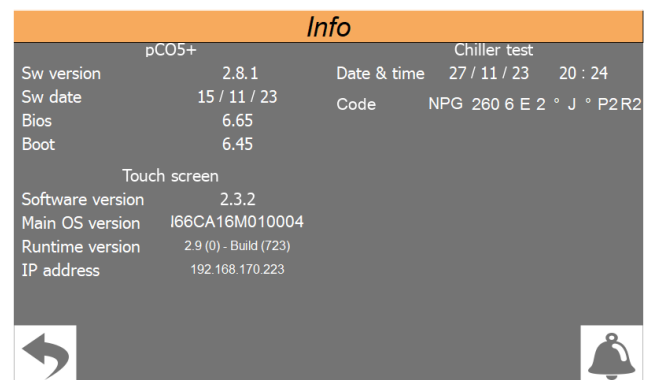 Info
pCO5+
Sw version 2.8.1
Sw date 15 / 11 / 23
Bios 6.65
Boot 6.45
Touch screen
Software version 2.3.2
Main OS version J66CA16M010004
Runtime version 2.9 (0) - Build (723)
IP address 192.168.170.223
Chiller test
Date & time 27 / 11 / 23 20 : 24
Code NPG 260 6 E 2 ° J ° P2 R2